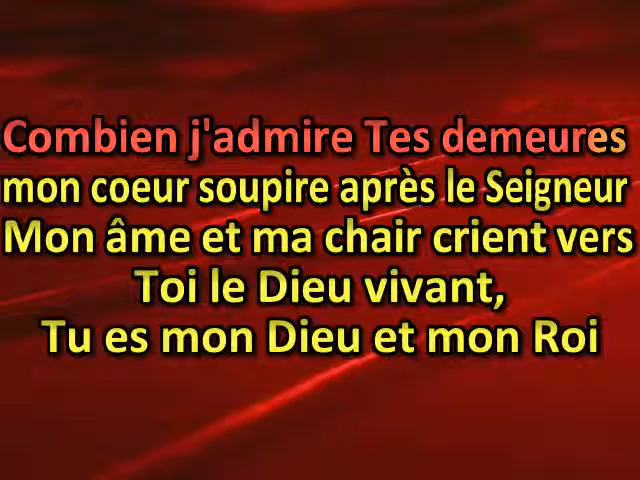 Combien j'admire Tes demeures
mon coeur soupire après le Seigneur
Mon âme et ma chair crient vers
Toi le Dieu vivant,
Tu es mon Dieu et mon Roi